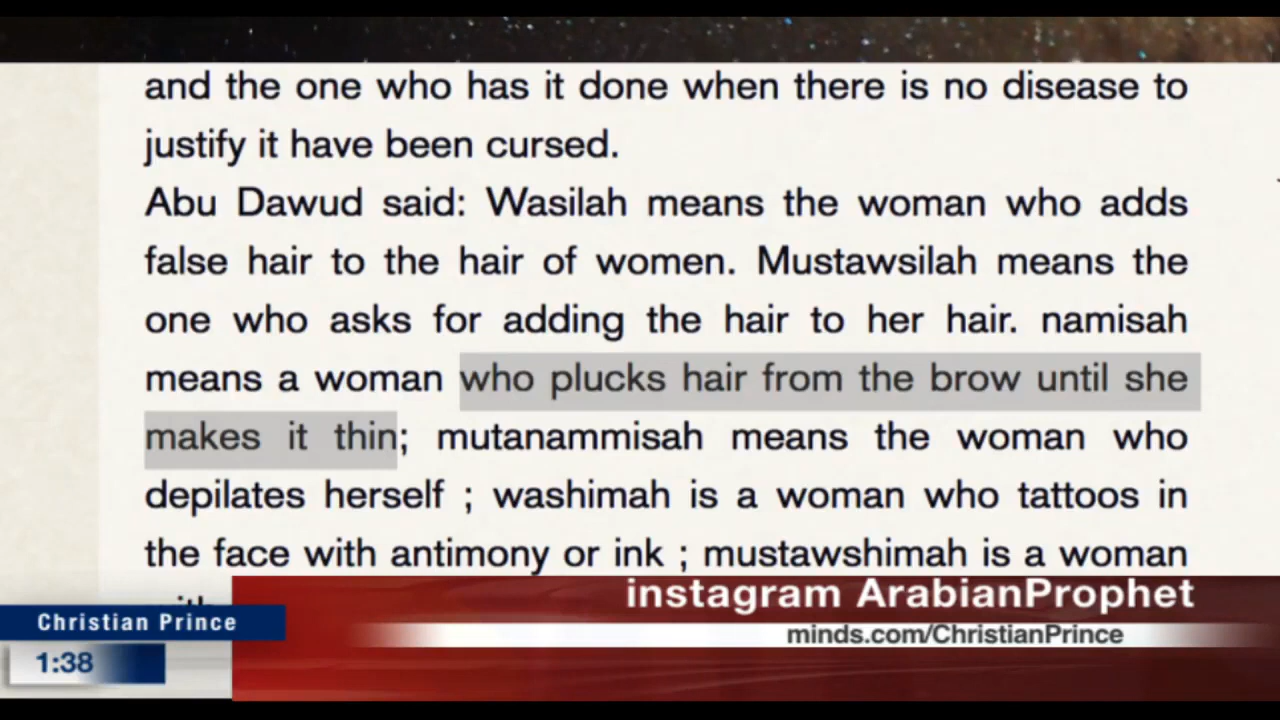 and the one who has it done when there is no disease to
justify it have been cursed.
Abu Dawud said: Wasilah means the woman who adds
false hair to the hair of women. Mustawsilah means the
one who asks for adding the hair to her hair. namisah
means a woman who plucks hair from the brow until she
makes it thin; mutanammisah means the woman who
depilates herself ; washimah is a woman who tattoos in
the face with antimony or ink ; mustawshimah is a woman
instagram ArabianProphet
Christian Prince
minds.com/ChristianPrince
1:38